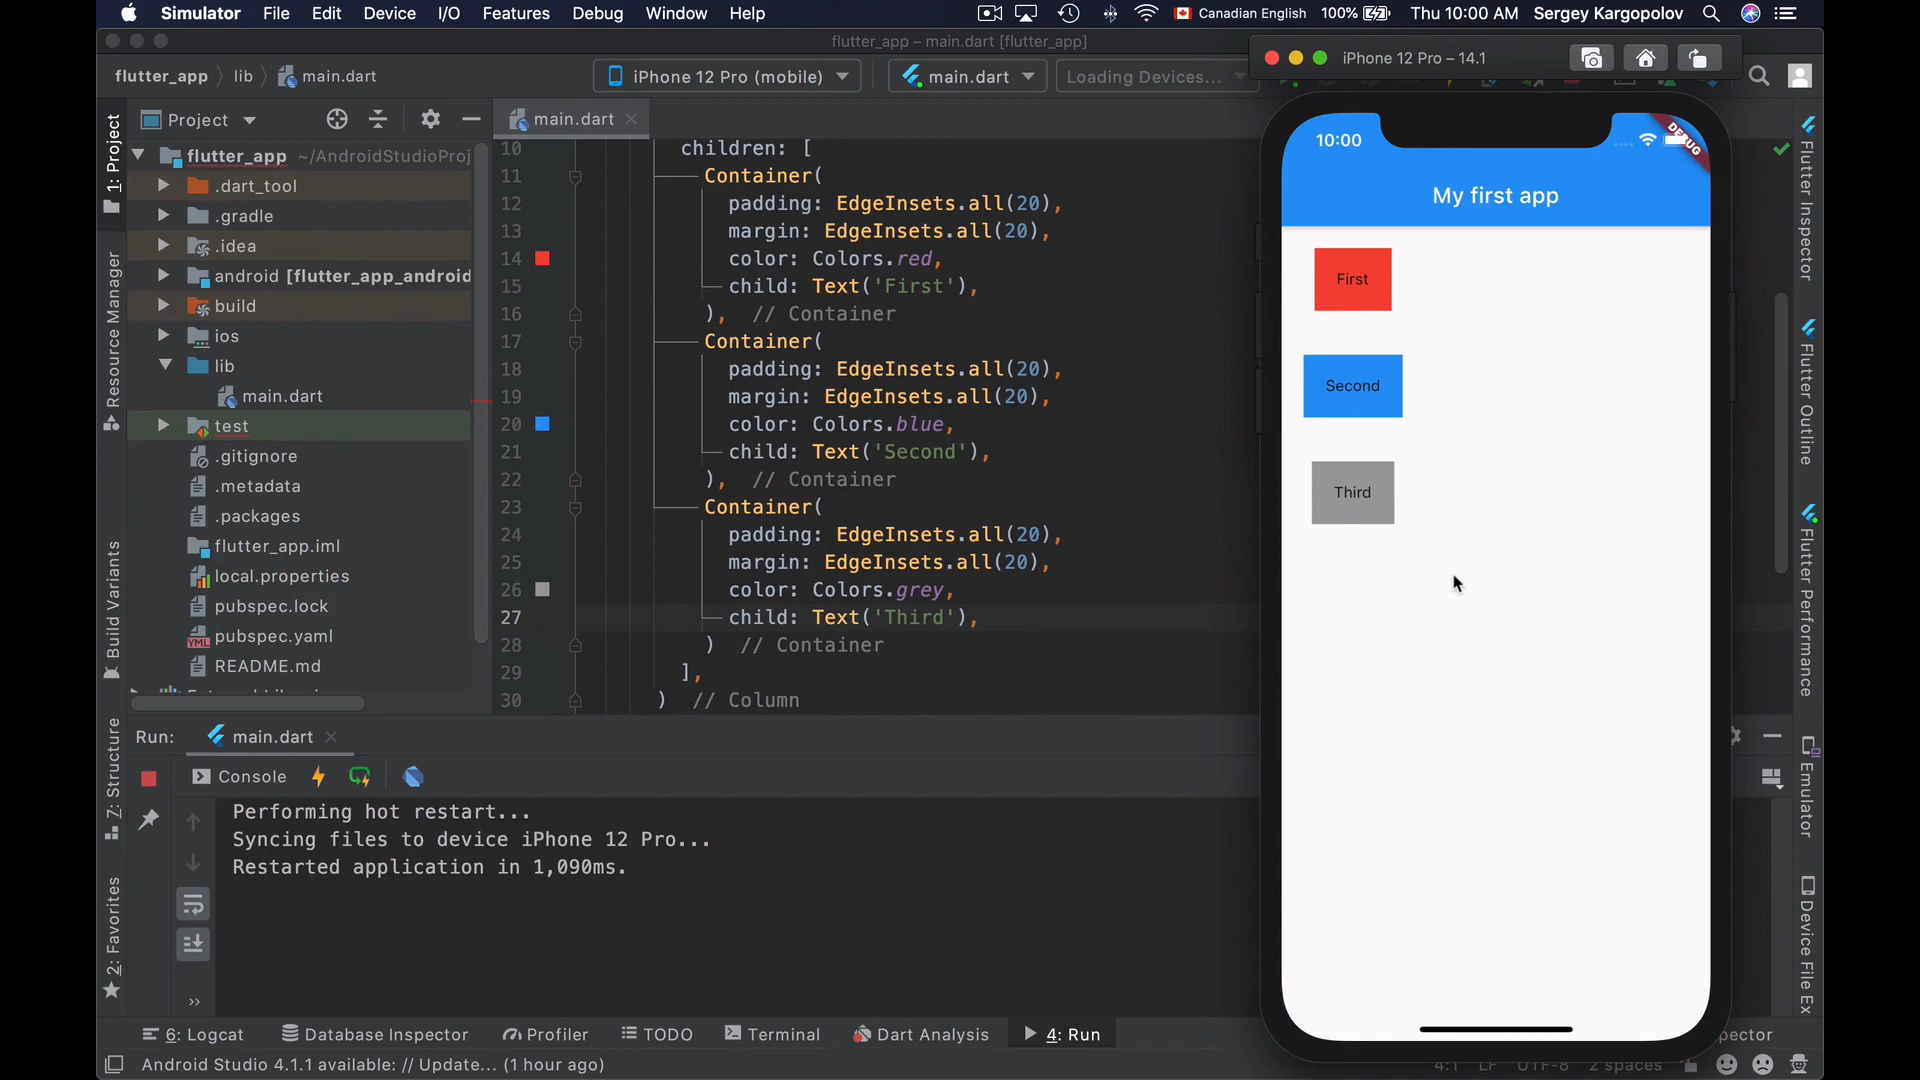 Simulator File Edit Device I/O Features Debug Window Help Canadian English 100% Thu 10:00 AM Sergey Kargopolov
flutter_app – main.dart [flutter_app]
iPhone 12 Pro – 14.1
flutter_app lib main.dart iPhone 12 Pro (mobile) main.dart Loading Devices...
1: Project
Resource Manager
Build Variants
Z: Structure
2: Favorites
Project
flutter_app ~/AndroidStudioProj
.dart_tool
.gradle
.idea
android [flutter_app_android
build
ios
lib
main.dart
test
.gitignore
.metadata
.packages
flutter_app.iml
local.properties
pubspec.lock
pubspec.yaml
README.md
main.dart
10 children: [
11 Container(
12 padding: EdgeInsets.all(20),
13 margin: EdgeInsets.all(20),
14 color: Colors.red,
15 child: Text('First'),
16 ), // Container
17 Container(
18 padding: EdgeInsets.all(20),
19 margin: EdgeInsets.all(20),
20 color: Colors.blue,
21 child: Text('Second'),
22 ), // Container
23 Container(
24 padding: EdgeInsets.all(20),
25 margin: EdgeInsets.all(20),
26 color: Colors.grey,
27 child: Text('Third'),
28 ) // Container
29 ],
30 ) // Column
10:00
DEBUG
My first app
First
Second
Third
Flutter Inspector
Flutter Outline
Flutter Performance
Emulator
Device File Ex
Run: main.dart
Console
Performing hot restart...
Syncing files to device iPhone 12 Pro...
Restarted application in 1,090ms.
6: Logcat Database Inspector Profiler TODO Terminal Dart Analysis 4: Run pector
Android Studio 4.1.1 available: // Update... (1 hour ago) 4:1 LF UTF-8 2 spaces